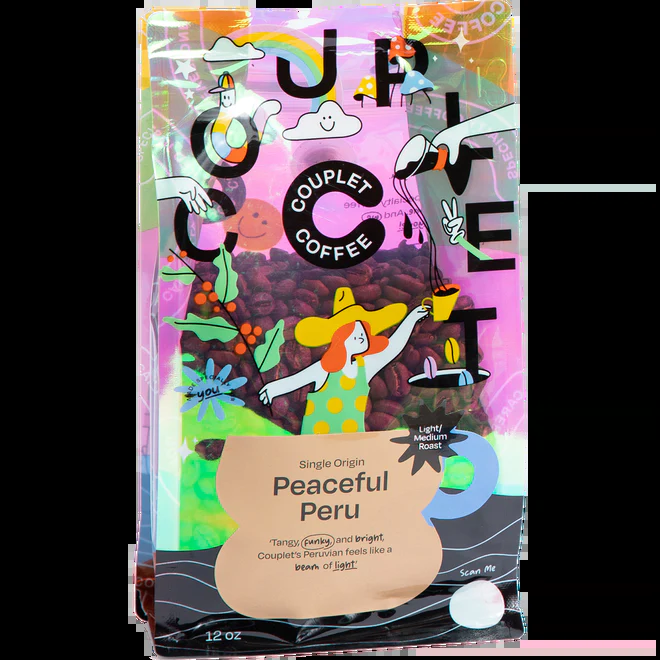 COUPLET
COUPLET
COFFEE
C
Light/
Medium
Roast
you
Single Origin
Peaceful
Peru
'Tangy, funky, and bright,
Couplet's Peruvian feels like a
beam of light.'
Scan Me
12 oz